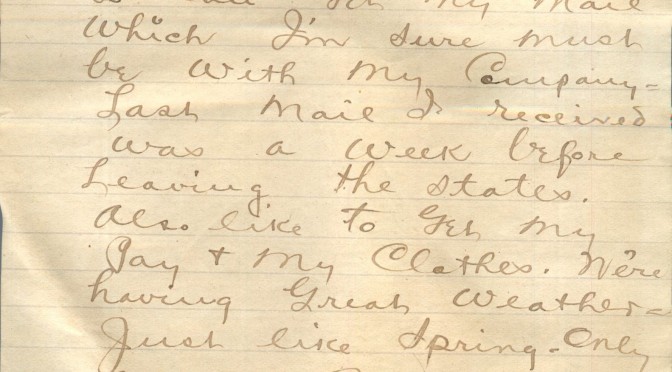 Get My Mail
Which I'm sure must
be With My Company-
Last Mail I received
was a Week before
Leaving the States.
Also like to Get My
Pay + My Clothes. We're
having Great Weather-
Just like Spring-Only